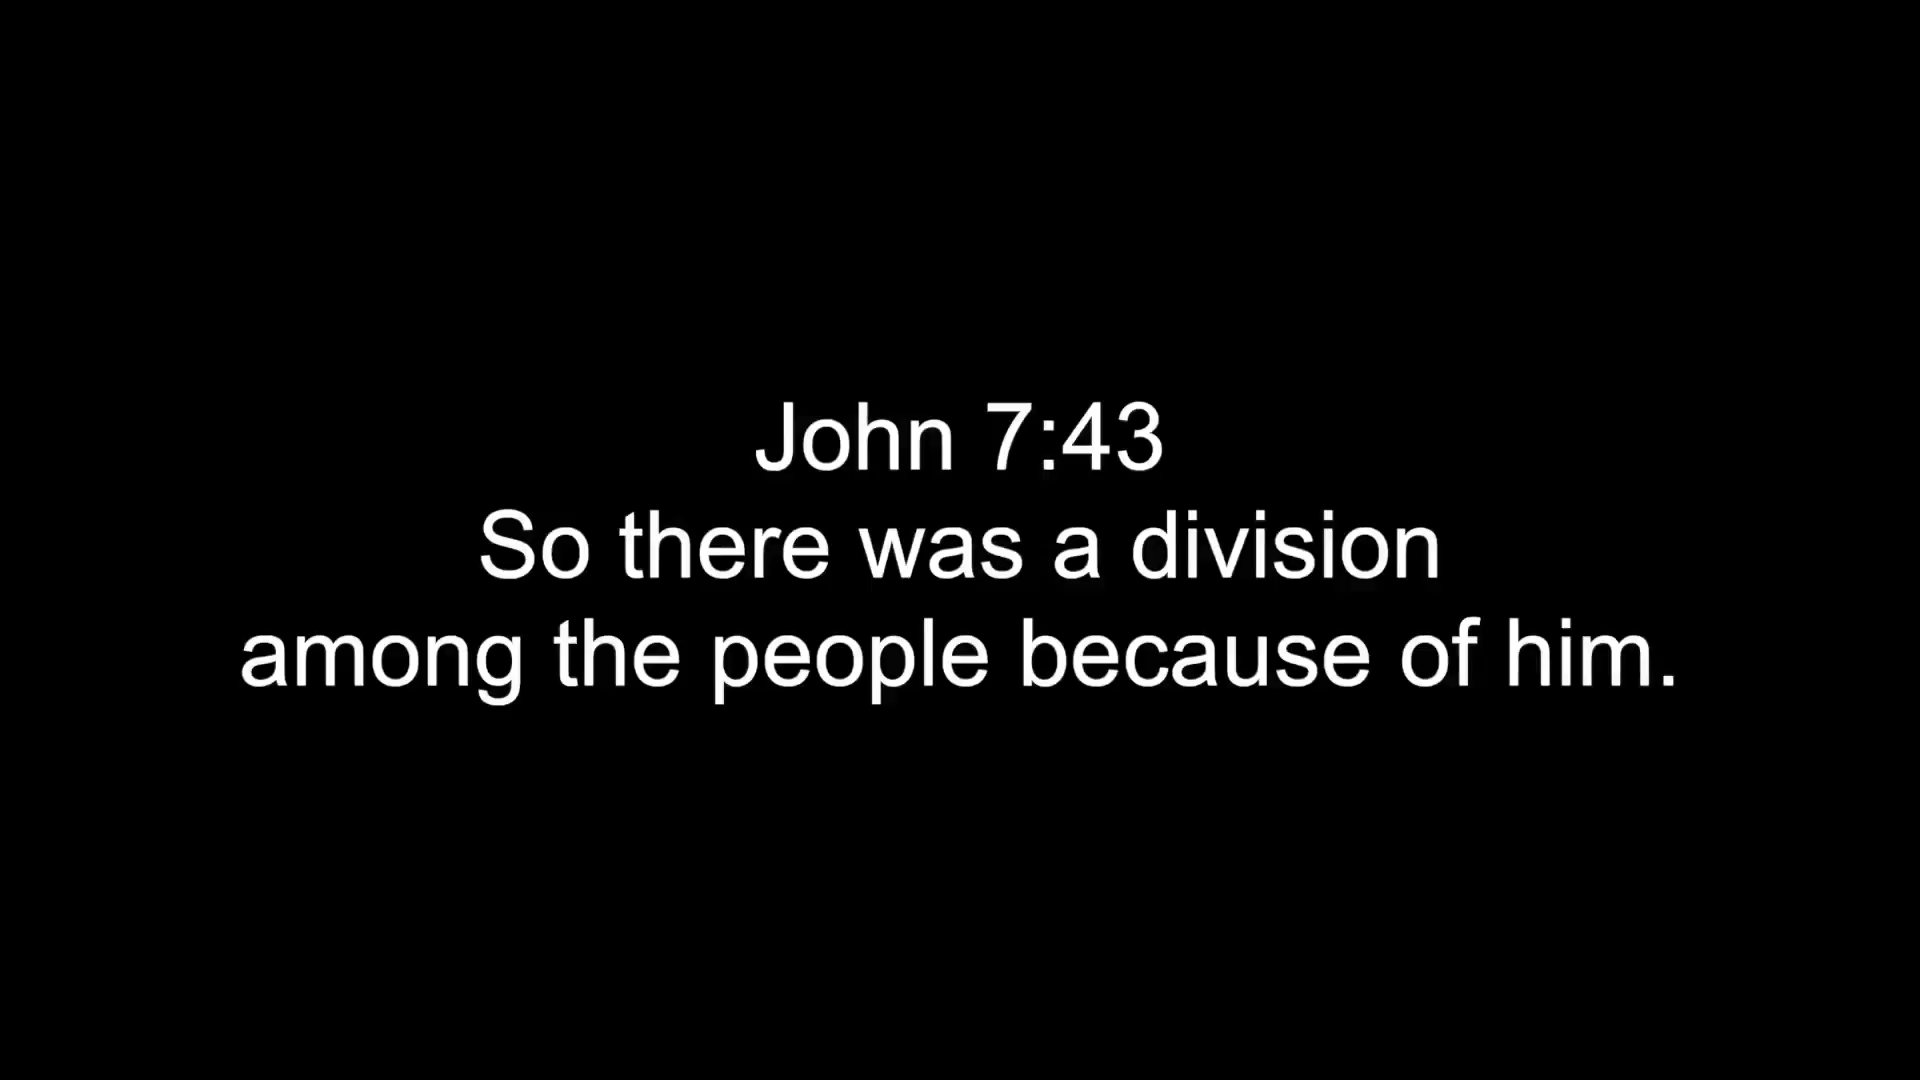 John 7:43
So there was a division
among the people because of him.